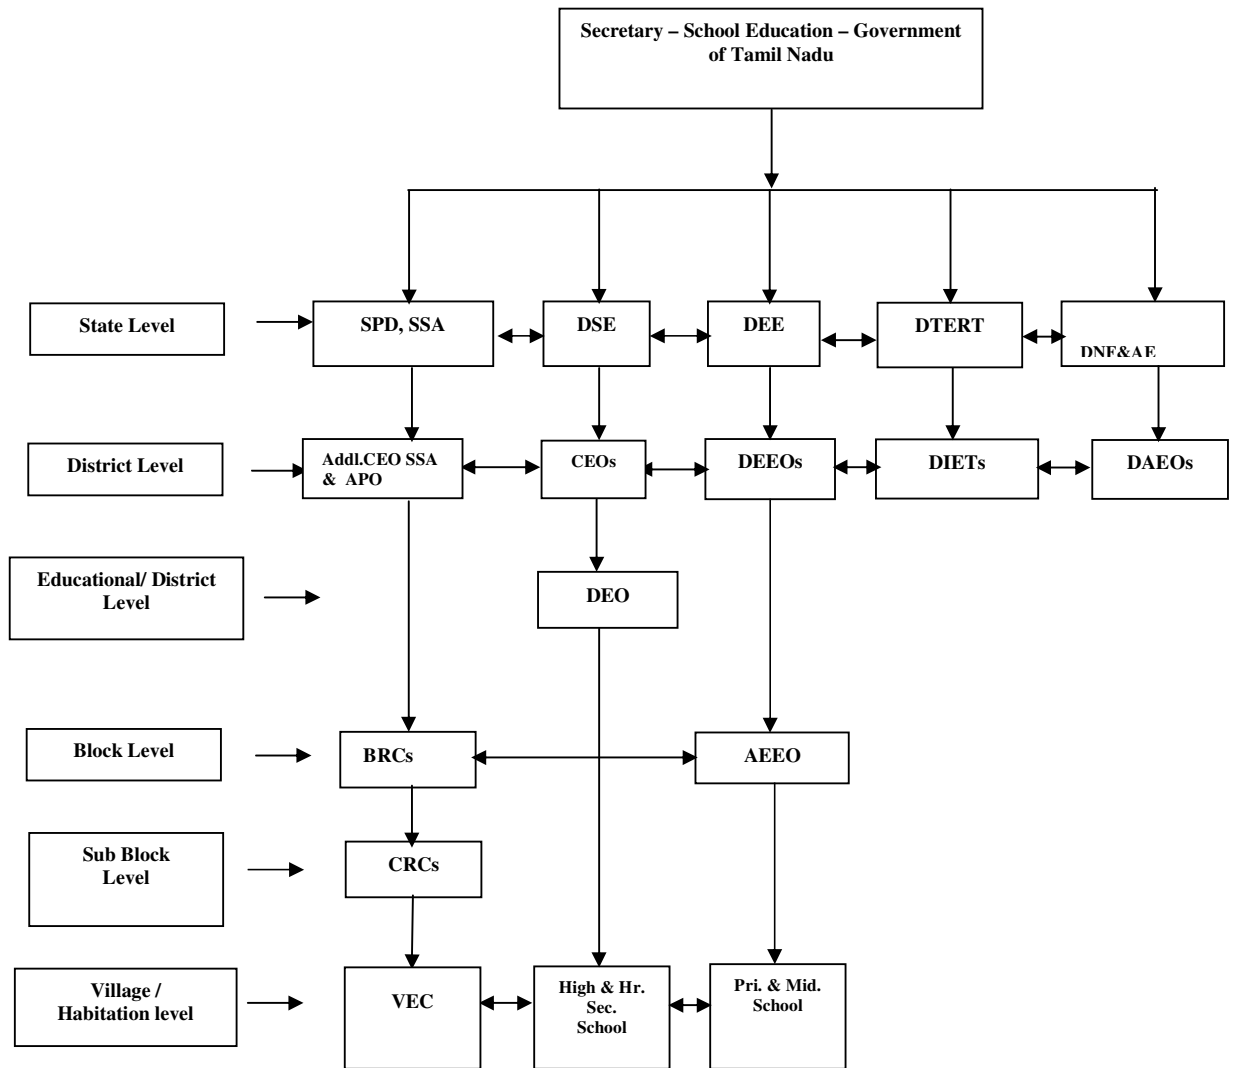 Secretary – School Education – Government
of Tamil Nadu
State Level
SPD, SSA
DSE
DEE
DTERT
DNF&AE
District Level
Addl.CEO SSA
& APO
CEOs
DEEOs
DIETs
DAEOs
Educational/ District
Level
DEO
Block Level
BRCs
AEEO
Sub Block
Level
CRCs
Village /
Habitation level
VEC
High & Hr.
Sec.
School
Pri. & Mid.
School